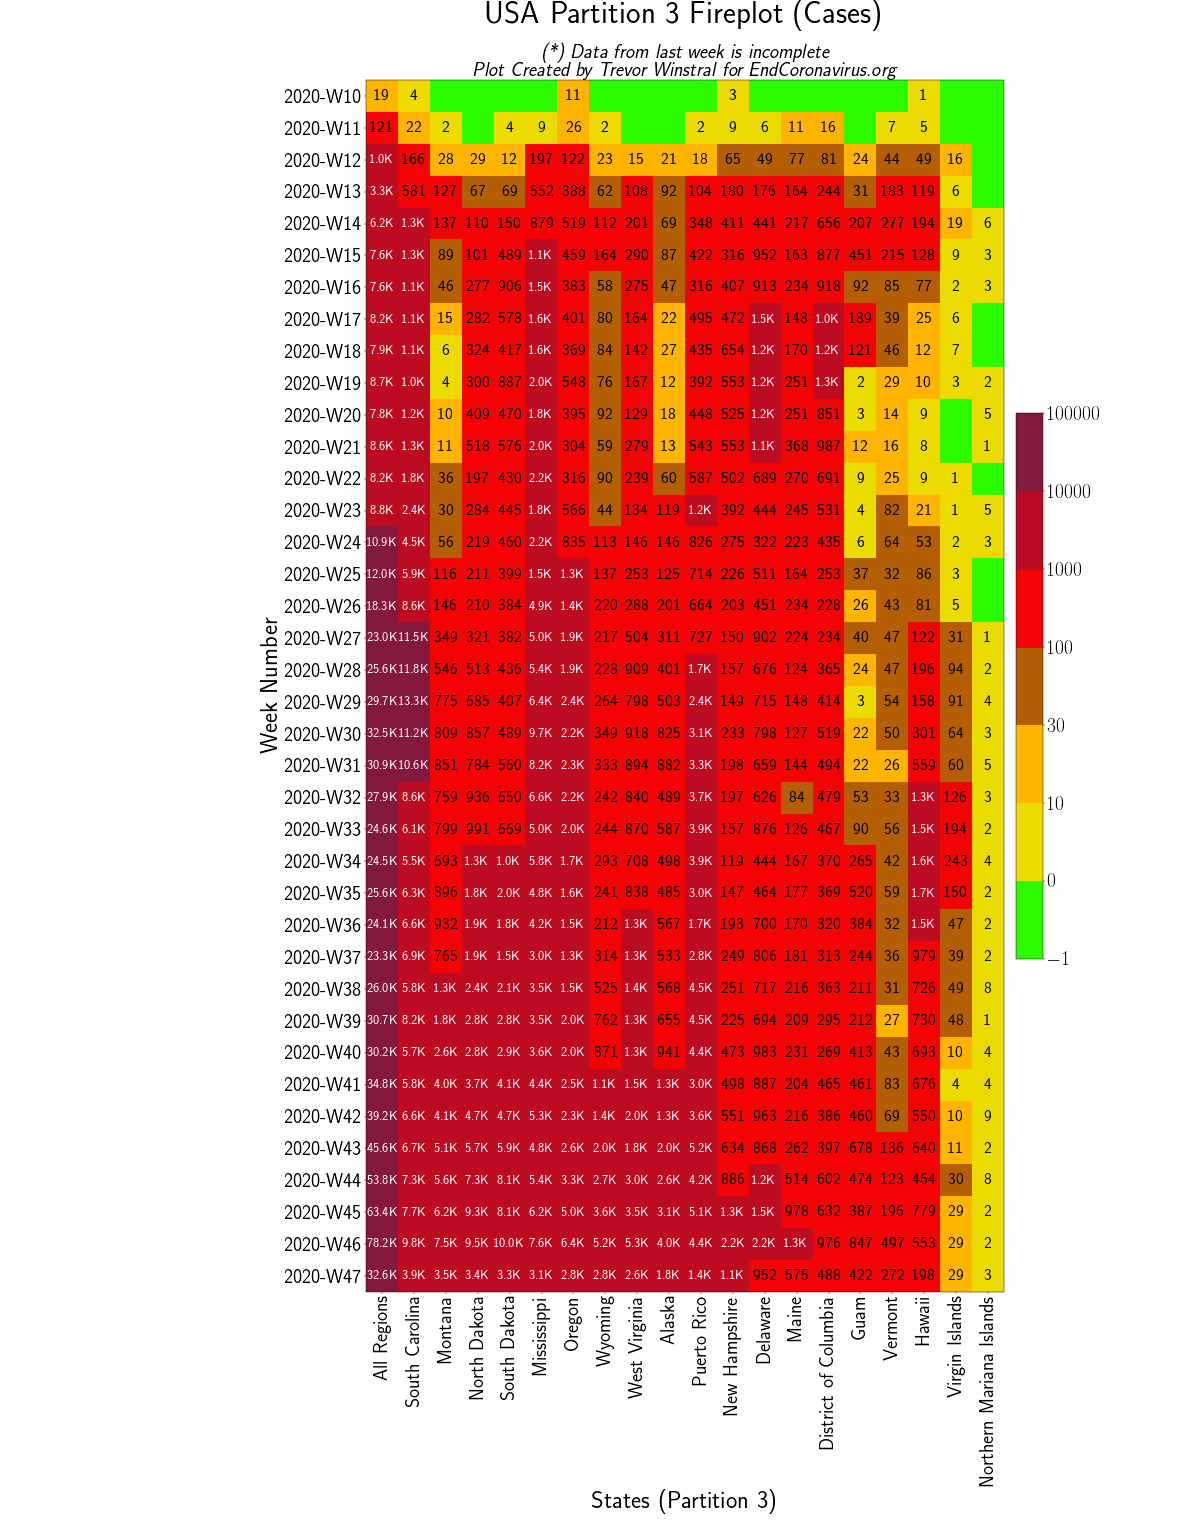 USA Partition 3 Fireplot (Cases)
(*) Data from last week is incomplete
Plot Created by Trevor Winstral for EndCoronavirus.org
2020-W10 19 4 11 3 1
2020-W11 121 22 2 4 9 26 2 2 9 6 11 16 7 5
2020-W12 1.0K 166 28 29 12 197 122 23 15 21 18 65 49 77 81 24 44 49 16
2020-W13 3.3K 581 127 67 69 552 388 62 108 92 104 180 176 164 244 31 183 119 6
2020-W14 6.2K 1.3K 137 110 150 879 519 112 201 69 348 411 441 217 656 207 277 194 19 6
2020-W15 7.6K 1.3K 89 101 489 1.1K 459 164 290 87 422 316 952 163 877 451 215 128 9 3
2020-W16 7.6K 1.1K 46 277 906 1.5K 383 58 275 47 316 407 913 234 918 92 85 77 2 3
2020-W17 8.2K 1.1K 15 282 578 1.6K 401 80 164 22 495 472 1.5K 148 1.0K 189 39 25 6
2020-W18 7.9K 1.1K 6 324 417 1.6K 369 84 142 27 435 654 1.2K 170 1.2K 121 46 12 7
2020-W19 8.7K 1.0K 4 300 887 2.0K 548 76 167 12 392 553 1.2K 251 1.3K 2 29 10 3 2
2020-W20 7.8K 1.2K 10 409 470 1.8K 395 92 129 18 448 525 1.2K 251 851 3 14 9 5
2020-W21 8.6K 1.3K 11 518 576 2.0K 304 59 279 13 543 553 1.1K 368 987 12 16 8 1
2020-W22 8.2K 1.8K 36 197 430 2.2K 316 90 239 60 587 502 689 270 691 9 25 9 1
2020-W23 8.8K 2.4K 30 284 445 1.8K 566 44 134 119 1.2K 392 444 245 531 4 82 21 1 5
2020-W24 10.9K 4.5K 56 219 460 2.2K 835 113 146 146 826 275 322 223 435 6 64 53 2 3
2020-W25 12.0K 5.9K 116 211 399 1.5K 1.3K 137 253 125 714 226 511 164 253 37 32 86 3
2020-W26 18.3K 8.6K 146 210 384 4.9K 1.4K 220 288 201 664 203 451 234 228 26 43 81 5
2020-W27 23.0K 11.5K 349 321 382 5.0K 1.9K 217 504 311 727 150 902 224 234 40 47 122 31 1
2020-W28 25.6K 11.8K 546 513 436 5.4K 1.9K 228 909 401 1.7K 157 676 124 365 24 47 196 94 2
2020-W29 29.7K 13.3K 775 685 407 6.4K 2.4K 264 798 503 2.4K 149 715 148 414 3 54 158 91 4
2020-W30 32.5K 11.2K 809 857 489 9.7K 2.2K 349 918 825 3.1K 233 798 127 519 22 50 301 64 3
2020-W31 30.9K 10.6K 851 784 560 8.2K 2.3K 333 894 882 3.3K 198 659 144 494 22 26 559 60 5
2020-W32 27.9K 8.6K 759 936 650 6.6K 2.2K 242 840 489 3.7K 197 626 84 479 53 33 1.3K 126 3
2020-W33 24.6K 6.1K 799 991 669 5.0K 2.0K 244 870 587 3.9K 157 876 126 467 90 56 1.5K 194 2
2020-W34 24.5K 5.5K 693 1.3K 1.0K 5.8K 1.7K 293 708 498 3.9K 119 444 167 370 265 42 1.6K 243 4
2020-W35 25.6K 6.3K 896 1.8K 2.0K 4.8K 1.6K 241 838 485 3.0K 147 464 177 369 520 59 1.7K 150 2
2020-W36 24.1K 6.6K 932 1.9K 1.8K 4.2K 1.5K 212 1.3K 567 1.7K 193 700 170 320 384 32 1.5K 47 2
2020-W37 23.3K 6.9K 765 1.9K 1.5K 3.0K 1.3K 314 1.3K 533 2.8K 249 806 181 313 244 36 979 39 2
2020-W38 26.0K 5.8K 1.3K 2.4K 2.1K 3.5K 1.5K 525 1.4K 568 4.5K 251 717 216 363 211 31 726 49 8
2020-W39 30.7K 8.2K 1.8K 2.8K 2.8K 3.5K 2.0K 762 1.3K 655 4.5K 225 694 209 295 212 27 730 48 1
2020-W40 30.2K 5.7K 2.6K 2.8K 2.9K 3.6K 2.0K 871 1.3K 941 4.4K 473 983 231 269 413 43 693 10 4
2020-W41 34.8K 5.8K 4.0K 3.7K 4.1K 4.4K 2.5K 1.1K 1.5K 1.3K 3.0K 498 887 204 465 461 83 676 4 4
2020-W42 39.2K 6.6K 4.1K 4.7K 4.7K 5.3K 2.3K 1.4K 2.0K 1.3K 3.6K 551 963 216 386 460 69 550 10 9
2020-W43 45.6K 6.7K 5.1K 5.7K 5.9K 4.8K 2.6K 2.0K 1.8K 2.0K 5.2K 634 868 262 397 678 136 640 11 2
2020-W44 53.8K 7.3K 5.6K 7.3K 8.1K 5.4K 3.3K 2.7K 3.0K 2.6K 4.2K 886 1.2K 514 602 474 123 464 30 8
2020-W45 63.4K 7.7K 6.2K 9.3K 8.1K 6.2K 5.0K 3.6K 3.5K 3.1K 5.1K 1.3K 1.5K 978 632 387 196 779 29 2
2020-W46 78.2K 9.8K 7.5K 9.5K 10.0K 7.6K 6.4K 5.2K 5.3K 4.0K 4.4K 2.2K 2.2K 1.3K 976 847 497 553 29 2
2020-W47 32.6K 3.9K 3.5K 3.4K 3.3K 3.1K 2.8K 2.8K 2.6K 1.8K 1.4K 1.1K 952 575 488 422 272 198 29 3
Week Number
All Regions
South Carolina
Montana
North Dakota
South Dakota
Mississippi
Oregon
Wyoming
West Virginia
Alaska
Puerto Rico
New Hampshire
Delaware
Maine
District of Columbia
Guam
Vermont
Hawaii
Virgin Islands
Northern Mariana Islands
States (Partition 3)
100000
10000
1000
100
30
10
0
−1